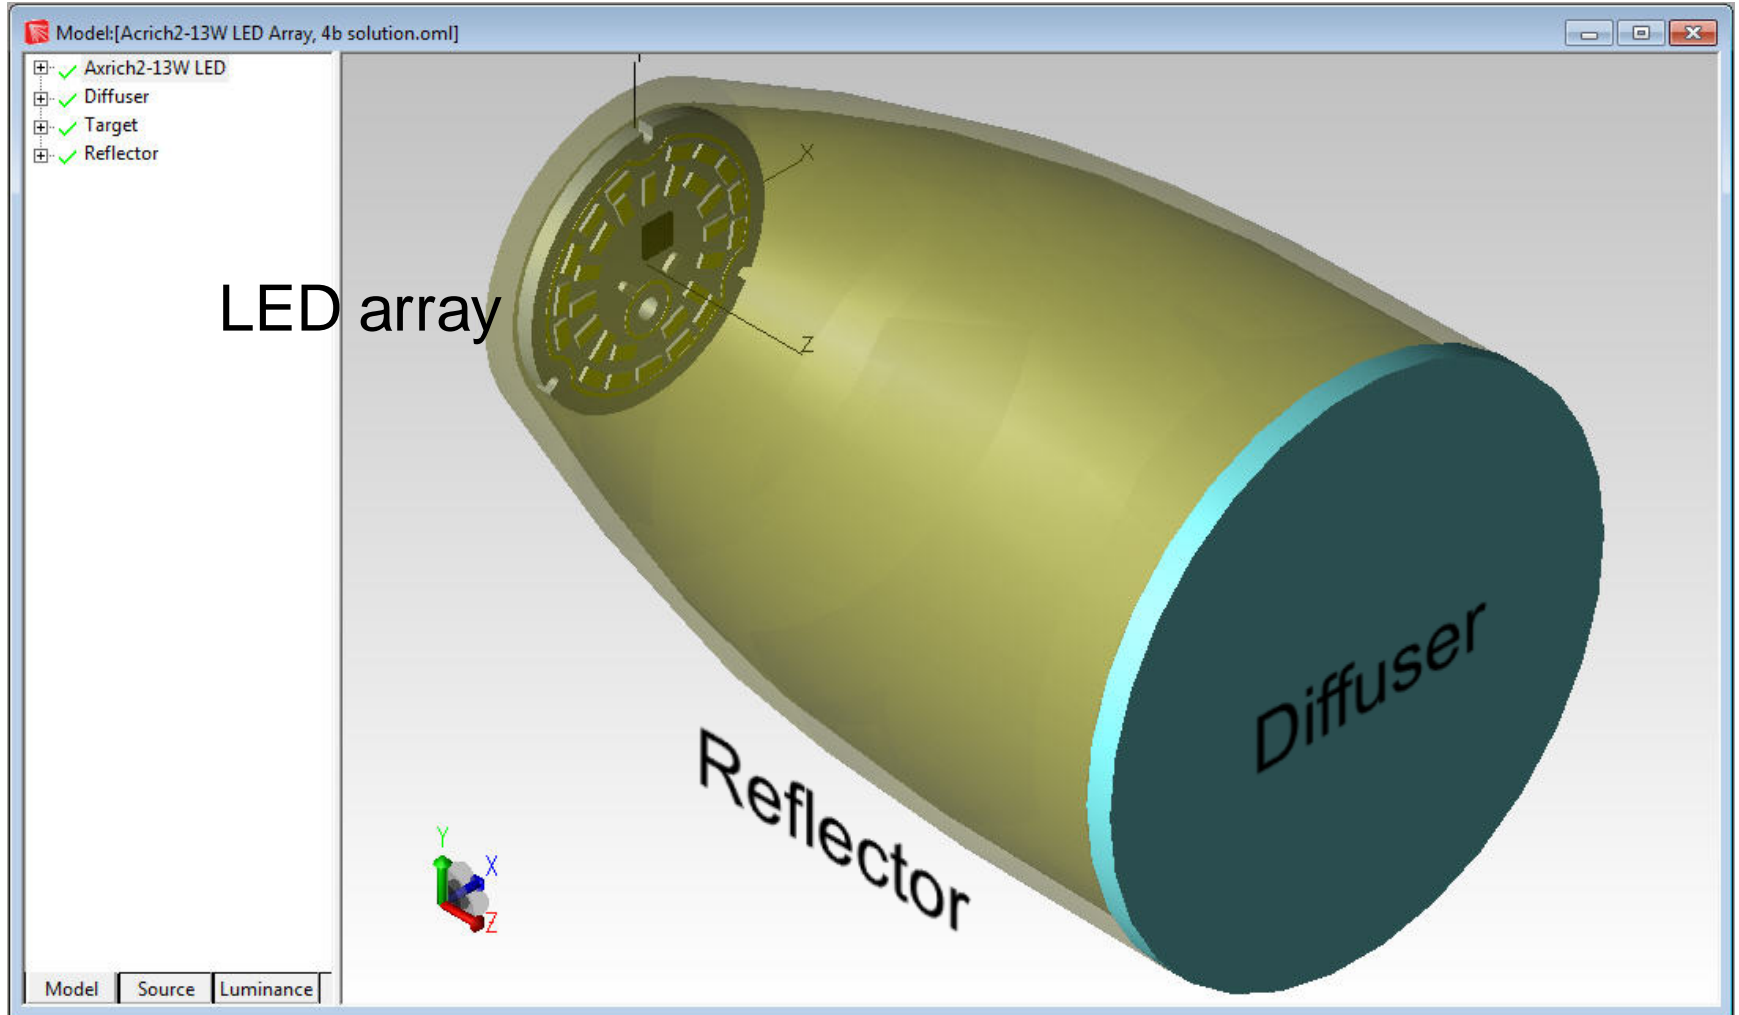 Model:[Acrich2-13W LED Array, 4b solution.oml]
Axrich2-13W LED
Diffuser
Target
Reflector
X
LED array
Z
Diffuser
Reflector
Y
X
Z
Model Source Luminance